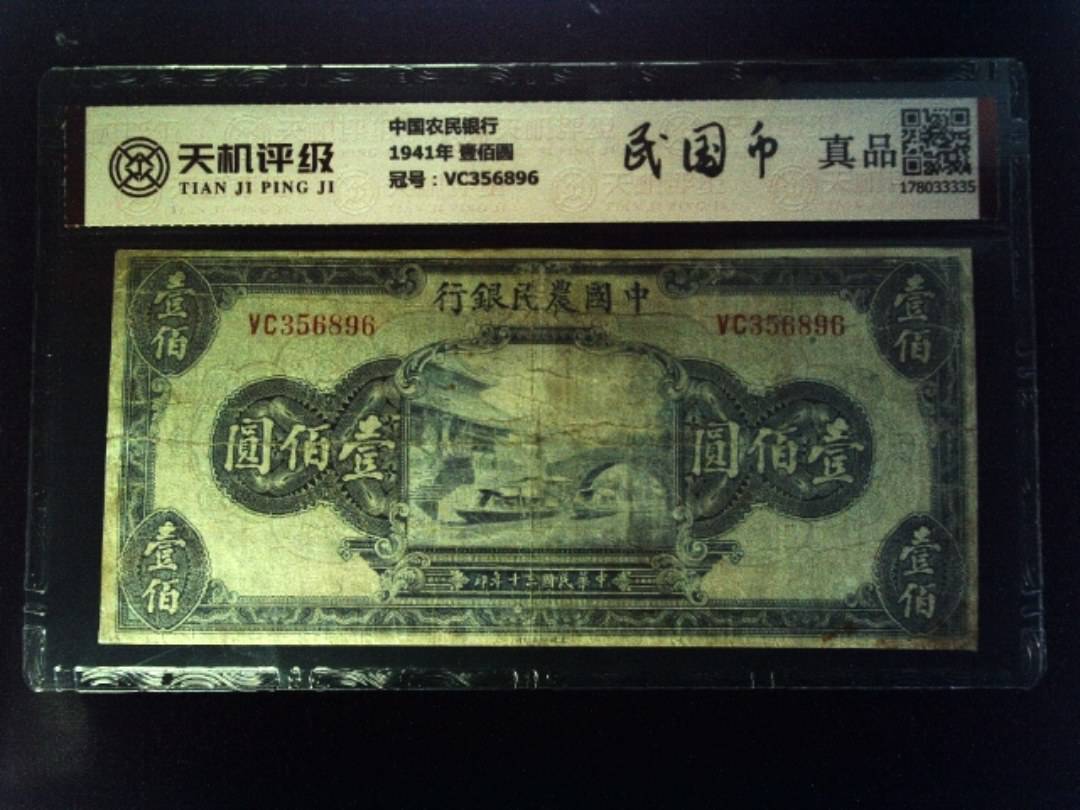 天机评级
TIAN JI PING JI
中国农民银行
1941年 壹佰圆
冠号：VC356896
民国币
真品
178033335
行銀民農國中
壹佰
壹佰
VC356896
VC356896
圓佰壹
圓佰壹
壹佰
壹佰
印年十三國民華中